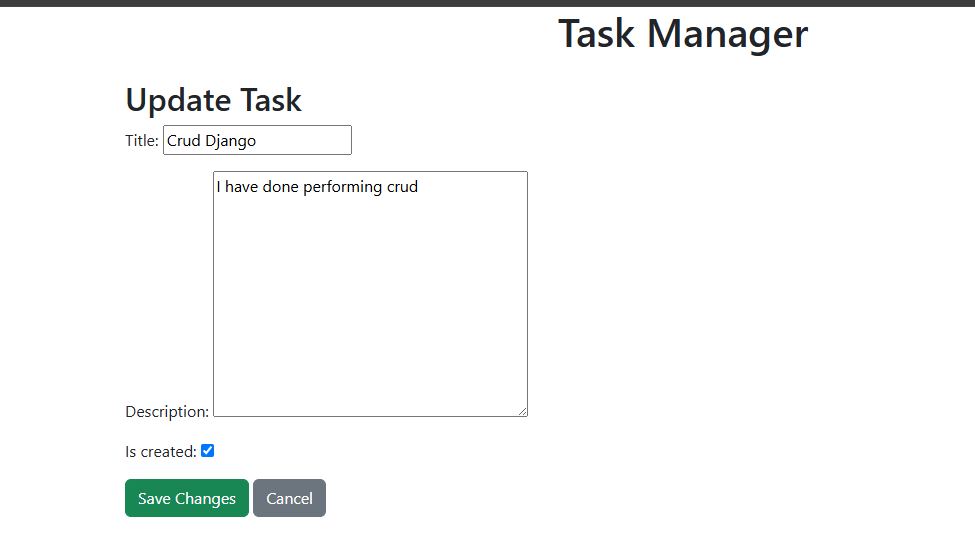 Task Manager
Update Task
Title: Crud Django
I have done performing crud
Description:
Is created:
Save Changes Cancel